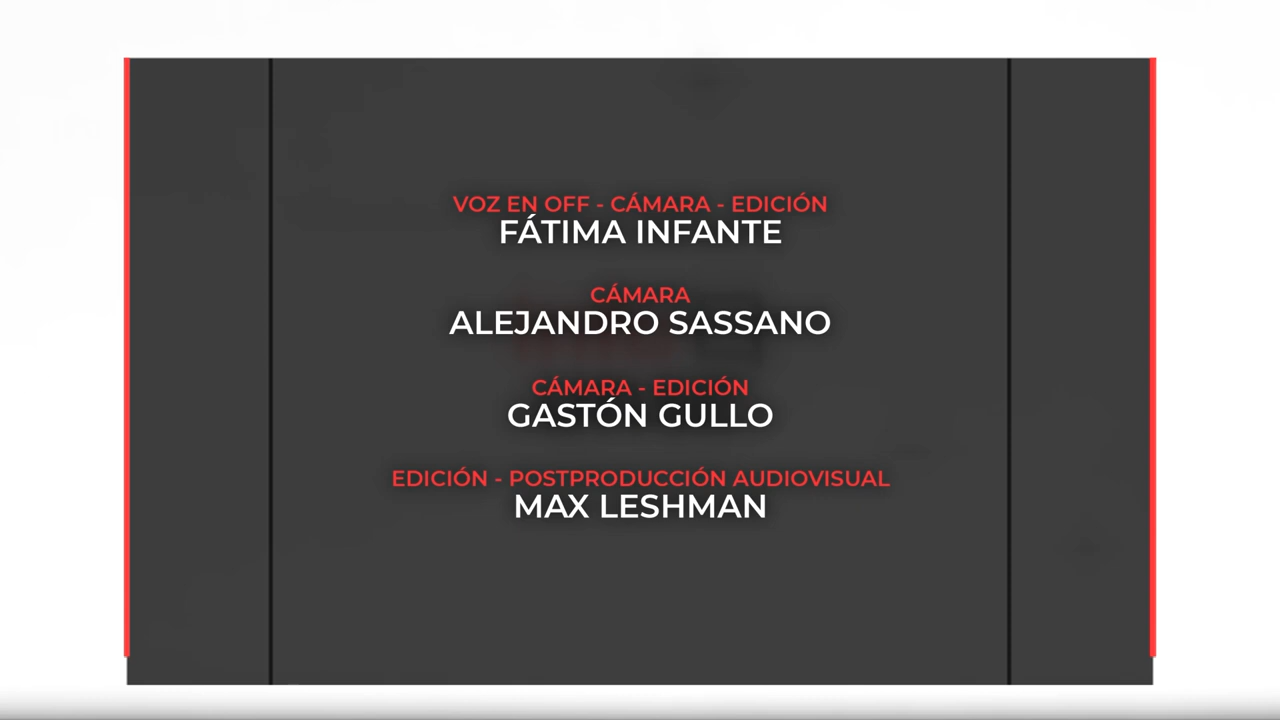 VOZ EN OFF - CÁMARA - EDICIÓN
FÁTIMA INFANTE
CÁMARA
ALEJANDRO SASSANO
CÁMARA - EDICIÓN
GASTÓN GULLO
EDICIÓN - POSTPRODUCCIÓN AUDIOVISUAL
MAX LESHMAN